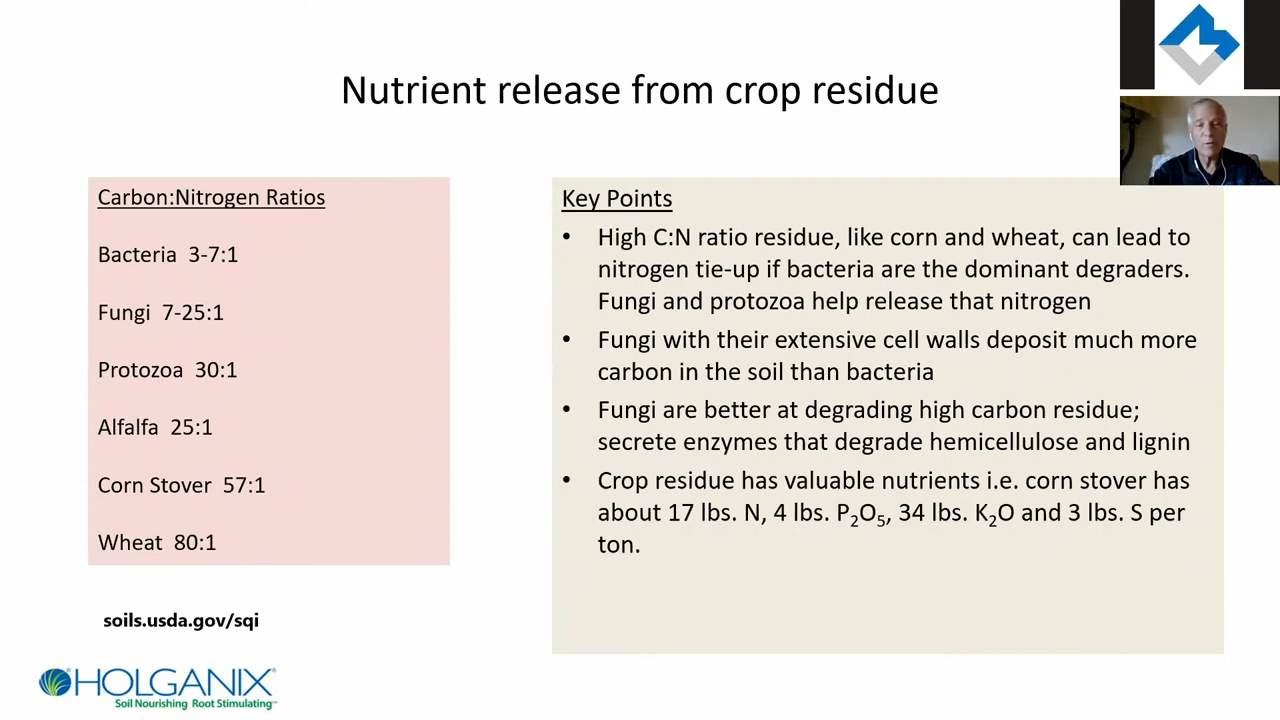 Nutrient release from crop residue
Carbon:Nitrogen Ratios
Bacteria 3-7:1
Fungi 7-25:1
Protozoa 30:1
Alfalfa 25:1
Corn Stover 57:1
Wheat 80:1
soils.usda.gov/sqi
HOLGANIX®
Soil Nourishing Root Stimulating™
Key Points
• High C:N ratio residue, like corn and wheat, can lead to
nitrogen tie-up if bacteria are the dominant degraders.
Fungi and protozoa help release that nitrogen
• Fungi with their extensive cell walls deposit much more
carbon in the soil than bacteria
• Fungi are better at degrading high carbon residue;
secrete enzymes that degrade hemicellulose and lignin
• Crop residue has valuable nutrients i.e. corn stover has
about 17 lbs. N, 4 lbs. P₂O₅, 34 lbs. K₂O and 3 lbs. S per
ton.